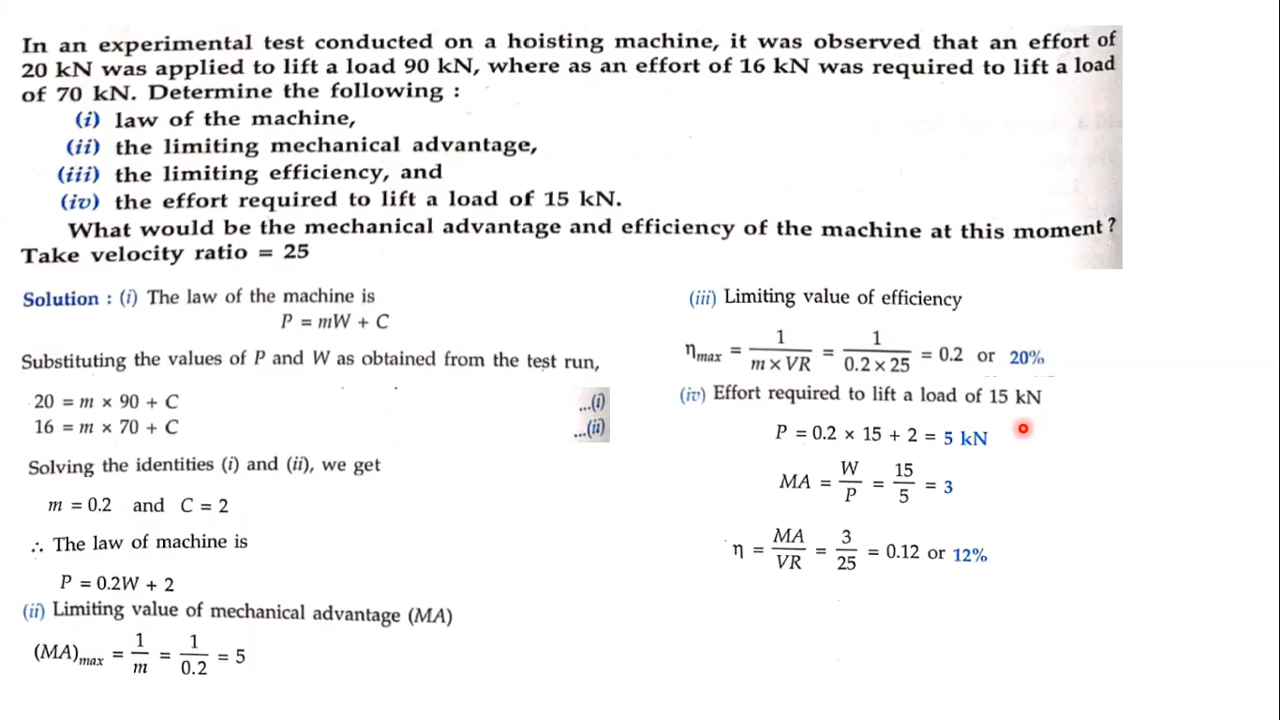 In an experimental test conducted on a hoisting machine, it was observed that an effort of
20 kN was applied to lift a load 90 kN, where as an effort of 16 kN was required to lift a load
of 70 kN. Determine the following :
(i) law of the machine,
(ii) the limiting mechanical advantage,
(iii) the limiting efficiency, and
(iv) the effort required to lift a load of 15 kN.
What would be the mechanical advantage and efficiency of the machine at this moment?
Take velocity ratio = 25
Solution : (i) The law of the machine is
P = mW + C
Substituting the values of P and W as obtained from the test run,
20 = m × 90 + C ...(i)
16 = m × 70 + C ...(ii)
Solving the identities (i) and (ii), we get
m = 0.2 and C = 2
∴ The law of machine is
P = 0.2W + 2
(ii) Limiting value of mechanical advantage (MA)
(MA)max = 1/m = 1/0.2 = 5
(iii) Limiting value of efficiency
ηmax = 1/(m × VR) = 1/(0.2 × 25) = 0.2 or 20%
(iv) Effort required to lift a load of 15 kN
P = 0.2 × 15 + 2 = 5 kN
MA = W/P = 15/5 = 3
η = MA/VR = 3/25 = 0.12 or 12%